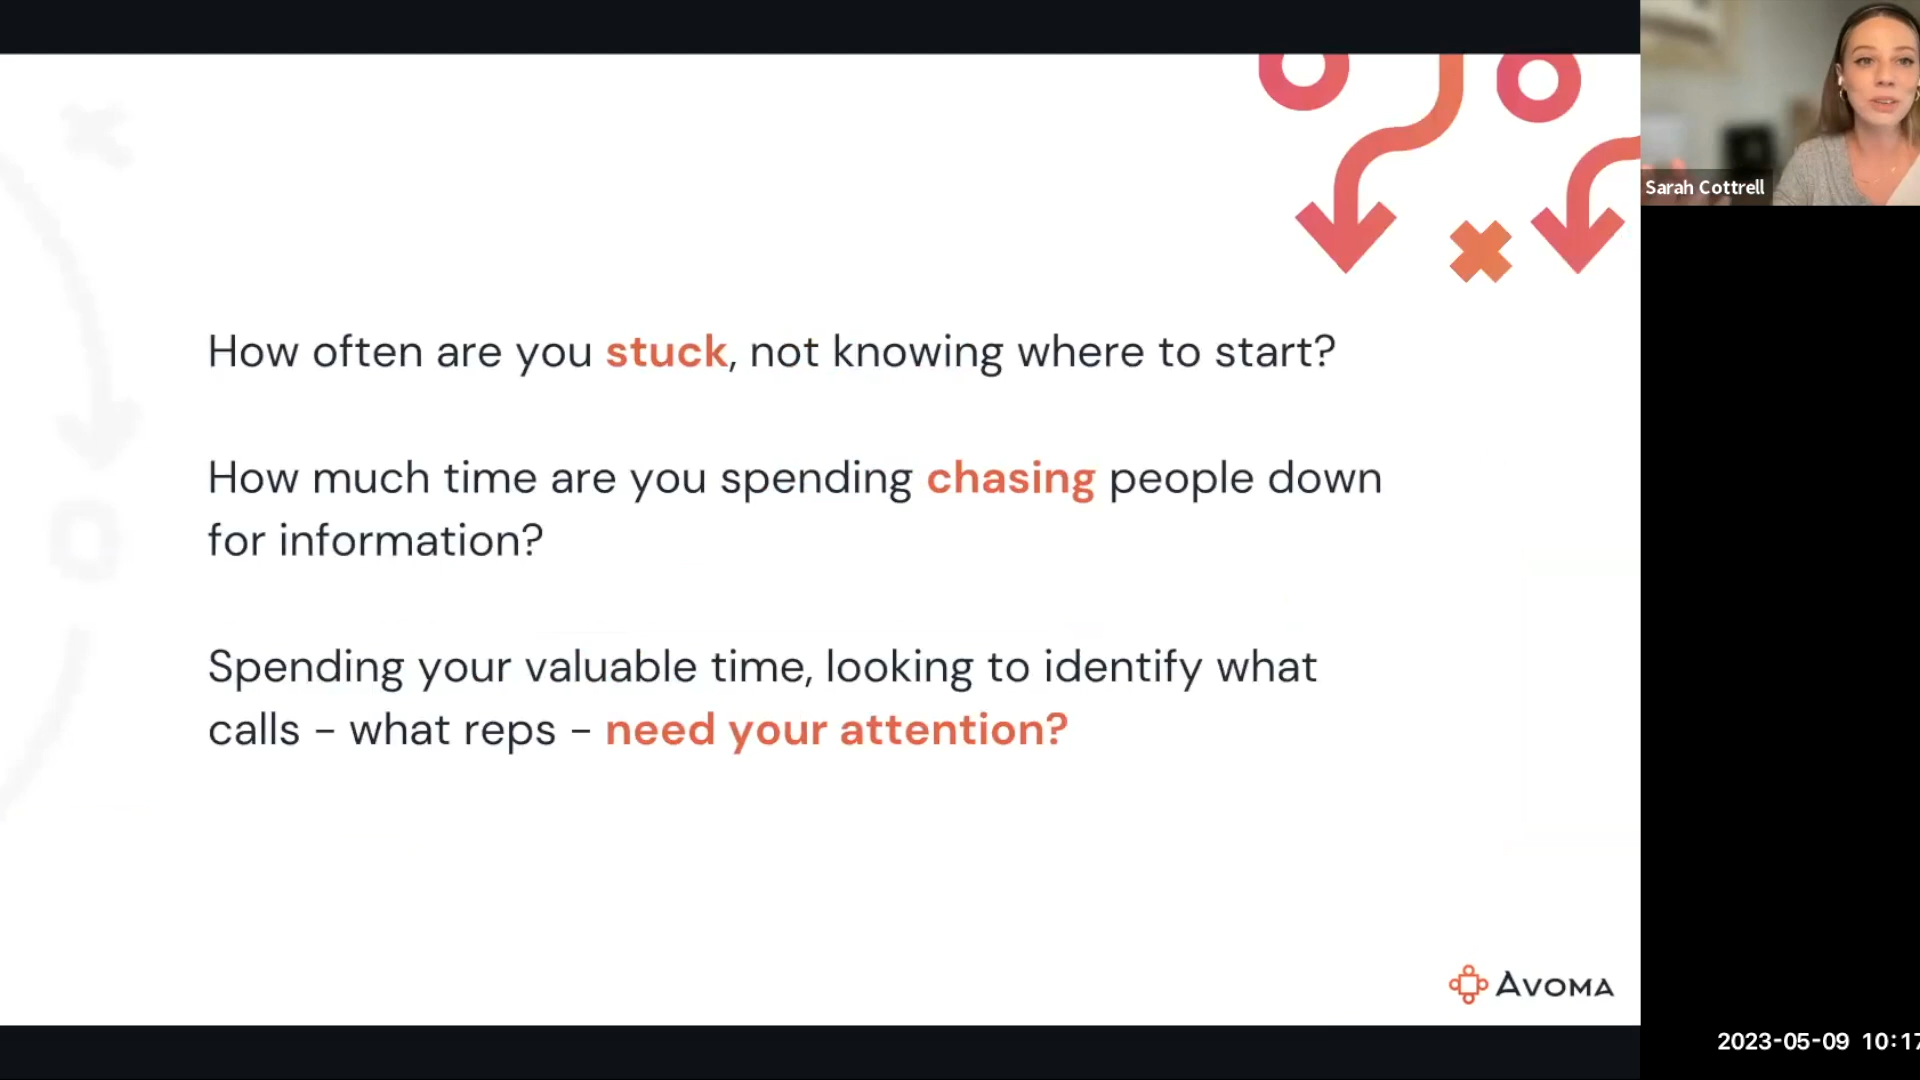 Sarah Cottrell
How often are you stuck, not knowing where to start?
How much time are you spending chasing people down
for information?
Spending your valuable time, looking to identify what
calls – what reps – need your attention?
AVOMA
2023-05-09 10:17